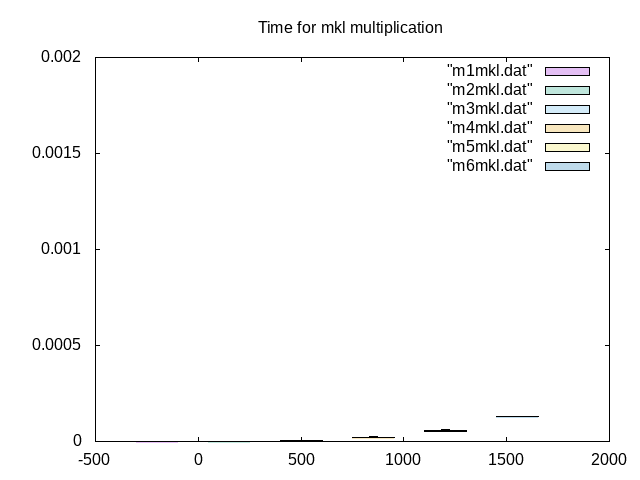 Time for mkl multiplication
0.002
0.0015
0.001
0.0005
0
-500 0 500 1000 1500 2000
"m1mkl.dat"
"m2mkl.dat"
"m3mkl.dat"
"m4mkl.dat"
"m5mkl.dat"
"m6mkl.dat"